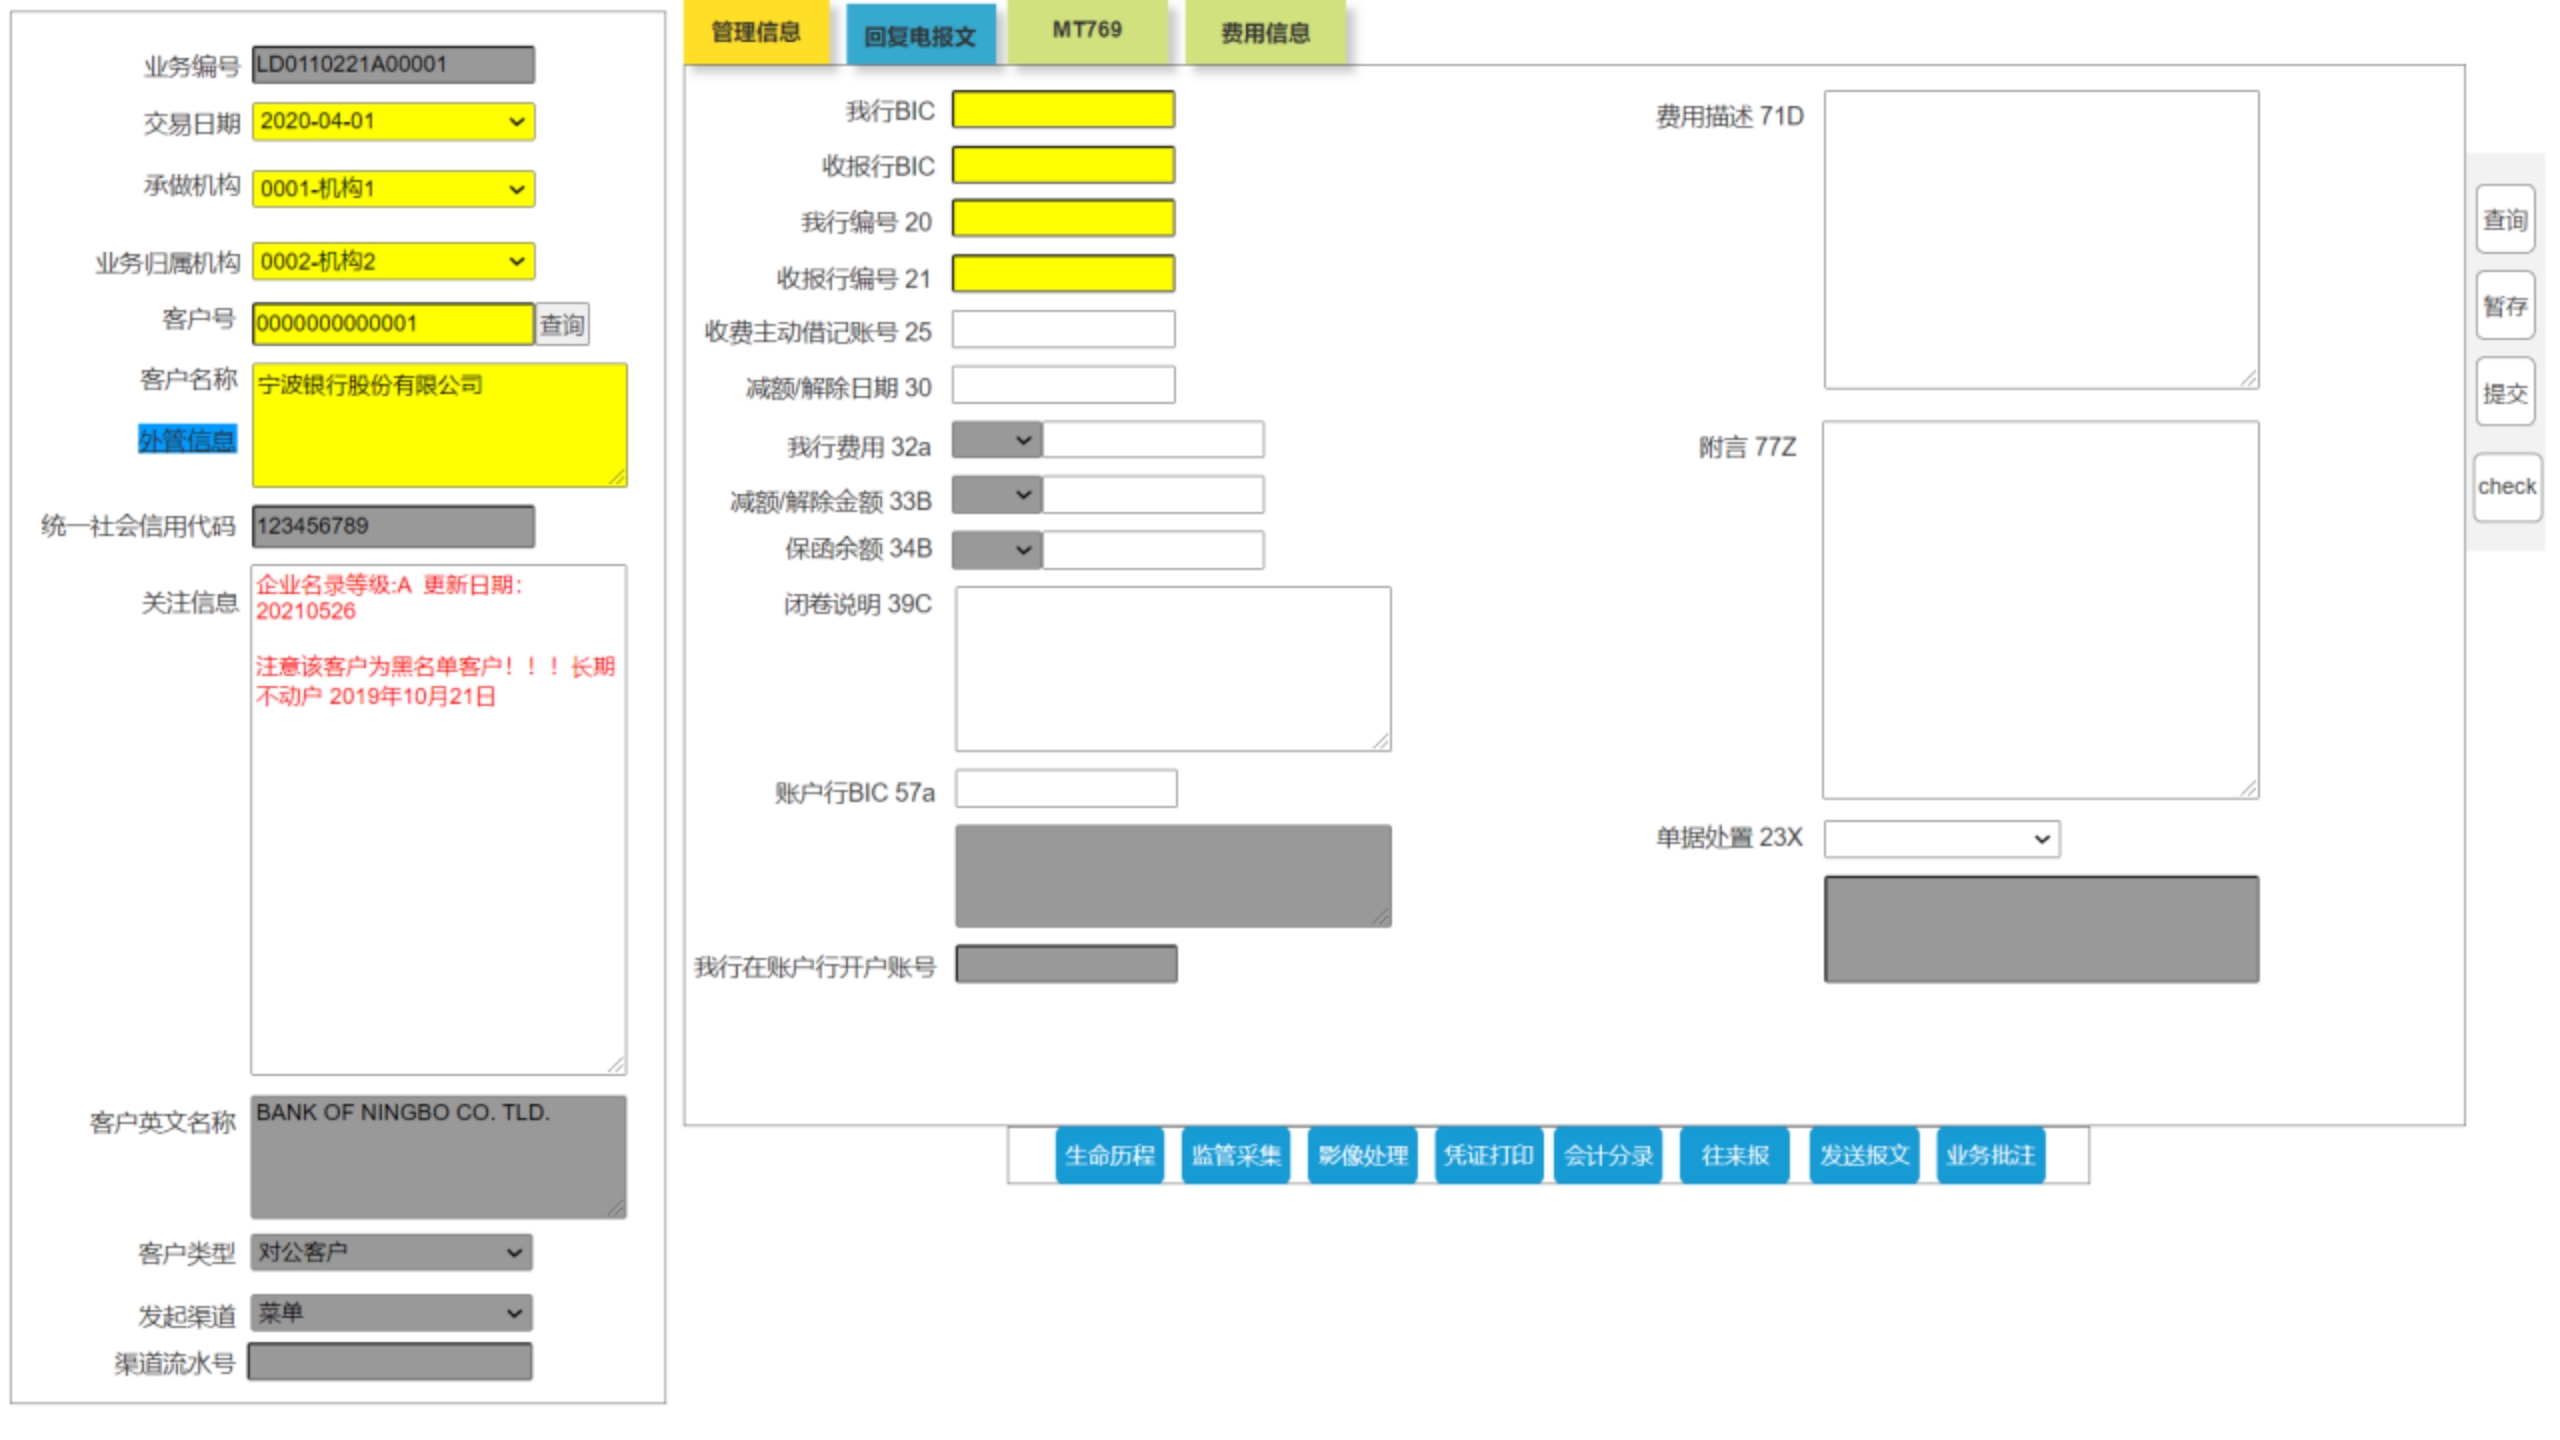 业务编号 LD0110221A00001
交易日期 2020-04-01
承做机构 0001-机构1
业务归属机构 0002-机构2
客户号 0000000000001 查询
客户名称 宁波银行股份有限公司
外管信息
统一社会信用代码 123456789
关注信息 企业名录等级:A 更新日期：
20210526
注意该客户为黑名单客户！！！长期
不动户 2019年10月21日
客户英文名称 BANK OF NINGBO CO. TLD.
客户类型 对公客户
发起渠道 菜单
渠道流水号
管理信息 回复电报文 MT769 费用信息
我行BIC
收报行BIC
我行编号 20
收报行编号 21
收费主动借记账号 25
减额/解除日期 30
我行费用 32a
减额/解除金额 33B
保函余额 34B
闭卷说明 39C
账户行BIC 57a
我行在账户行开户账号
费用描述 71D
附言 77Z
单据处置 23X
查询
暂存
提交
check
生命历程 监管采集 影像处理 凭证打印 会计分录 往来报 发送报文 业务批注